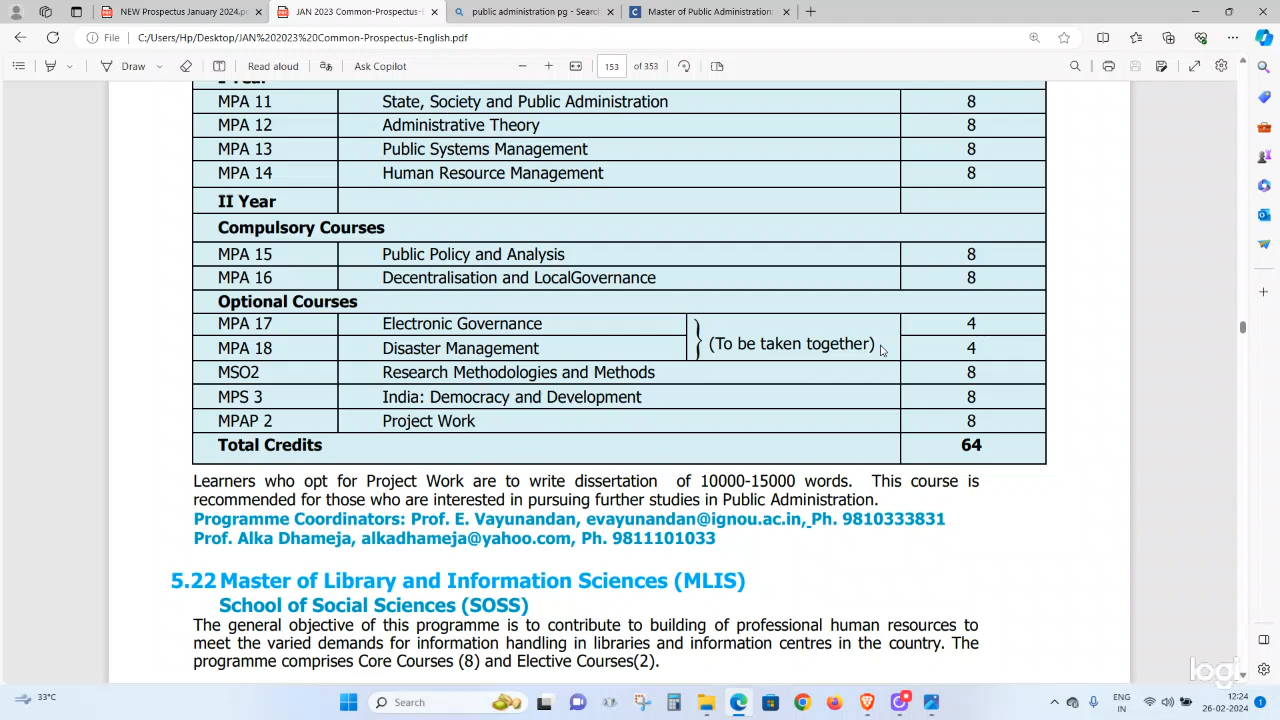 NEW Prospectus January 2024.p
JAN 2023 Common-Prospectus-E
public administration pg - Search
Master of Public Administration:
File
C:/Users/Hp/Desktop/JAN%202023%20Common-Prospectus-English.pdf
Draw
Read aloud
Ask Copilot
153 of 353
I Year
MPA 11 State, Society and Public Administration 8
MPA 12 Administrative Theory 8
MPA 13 Public Systems Management 8
MPA 14 Human Resource Management 8
II Year
Compulsory Courses
MPA 15 Public Policy and Analysis 8
MPA 16 Decentralisation and LocalGovernance 8
Optional Courses
MPA 17 Electronic Governance 4
(To be taken together)
MPA 18 Disaster Management 4
MSO2 Research Methodologies and Methods 8
MPS 3 India: Democracy and Development 8
MPAP 2 Project Work 8
Total Credits 64
Learners who opt for Project Work are to write dissertation of 10000-15000 words. This course is
recommended for those who are interested in pursuing further studies in Public Administration.
Programme Coordinators: Prof. E. Vayunandan, evayunandan@ignou.ac.in, Ph. 9810333831
Prof. Alka Dhameja, alkadhameja@yahoo.com, Ph. 9811101033
5.22 Master of Library and Information Sciences (MLIS)
School of Social Sciences (SOSS)
The general objective of this programme is to contribute to building of professional human resources to
meet the varied demands for information handling in libraries and information centres in the country. The
programme comprises Core Courses (8) and Elective Courses(2).
33°C
Search
ENG
IN
12:24
26-02-2024